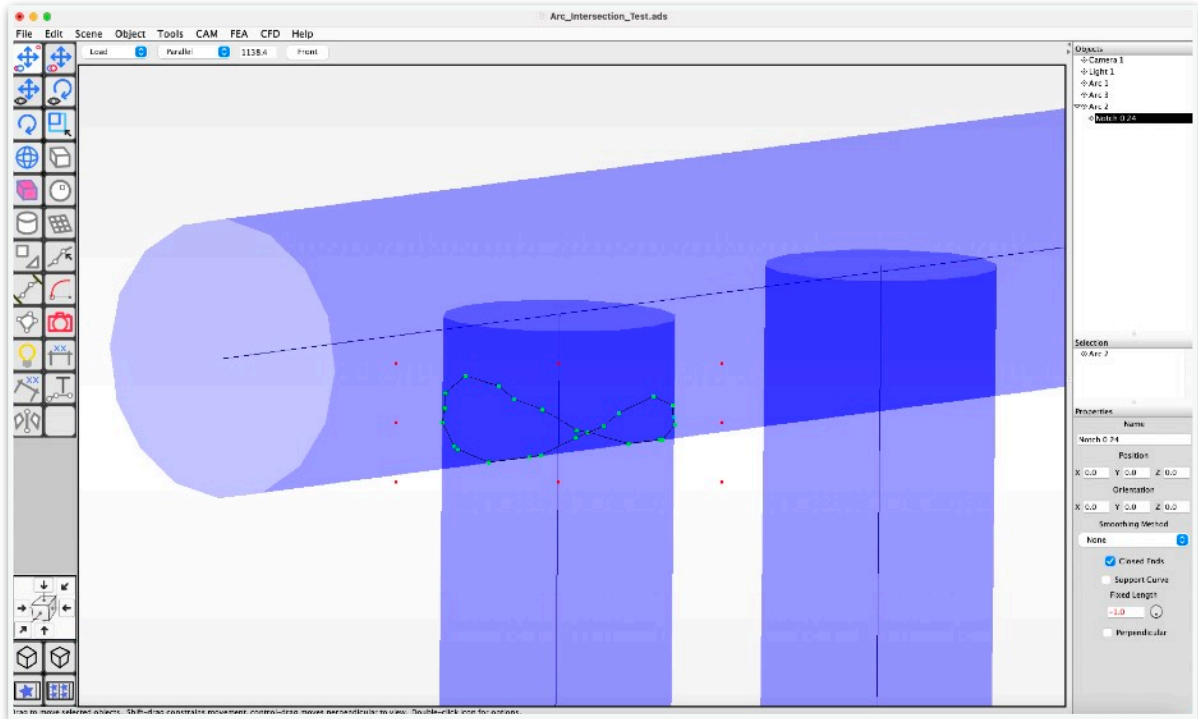 Arc_Intersection_Test.ads
File Edit Scene Object Tools CAM FEA CFD Help
Load Parallel 1138.4 Front
Objects
Camera 1
Light 1
Arc 1
Arc 3
Arc 2
Notch 0 24
Selection
Arc 2
Properties
Name
Notch 0 24
Position
X 0.0 Y 0.0 Z 0.0
Orientation
X 0.0 Y 0.0 Z 0.0
Smoothing Method
None
Closed Ends
Support Curve
Fixed Length
-1.0
Perpendicular
XX
XX
Drag to move selected objects. Shift-drag constrains movement, control-drag moves perpendicular to view. Double-click icon for options.